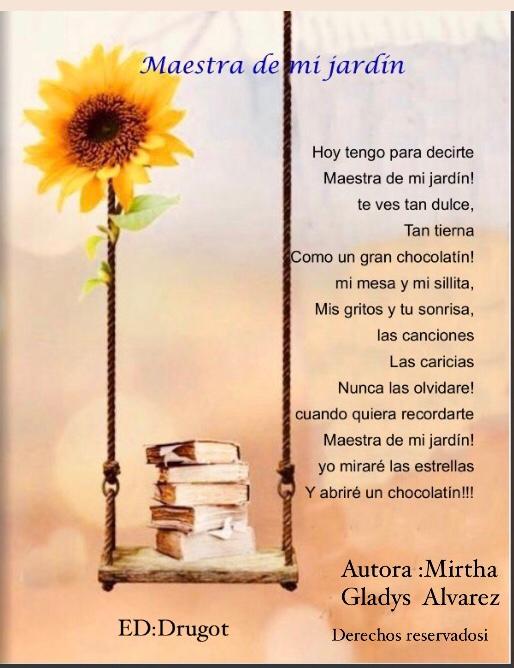 Maestra de mi jardín
Hoy tengo para decirte
Maestra de mi jardín!
te ves tan dulce,
Tan tierna
Como un gran chocolatín!
mi mesa y mi sillita,
Mis gritos y tu sonrisa,
las canciones
Las caricias
Nunca las olvidare!
cuando quiera recordarte
Maestra de mi jardín!
yo miraré las estrellas
Y abriré un chocolatín!!!
Autora :Mirtha
Gladys Alvarez
ED:Drugot
Derechos reservadosi